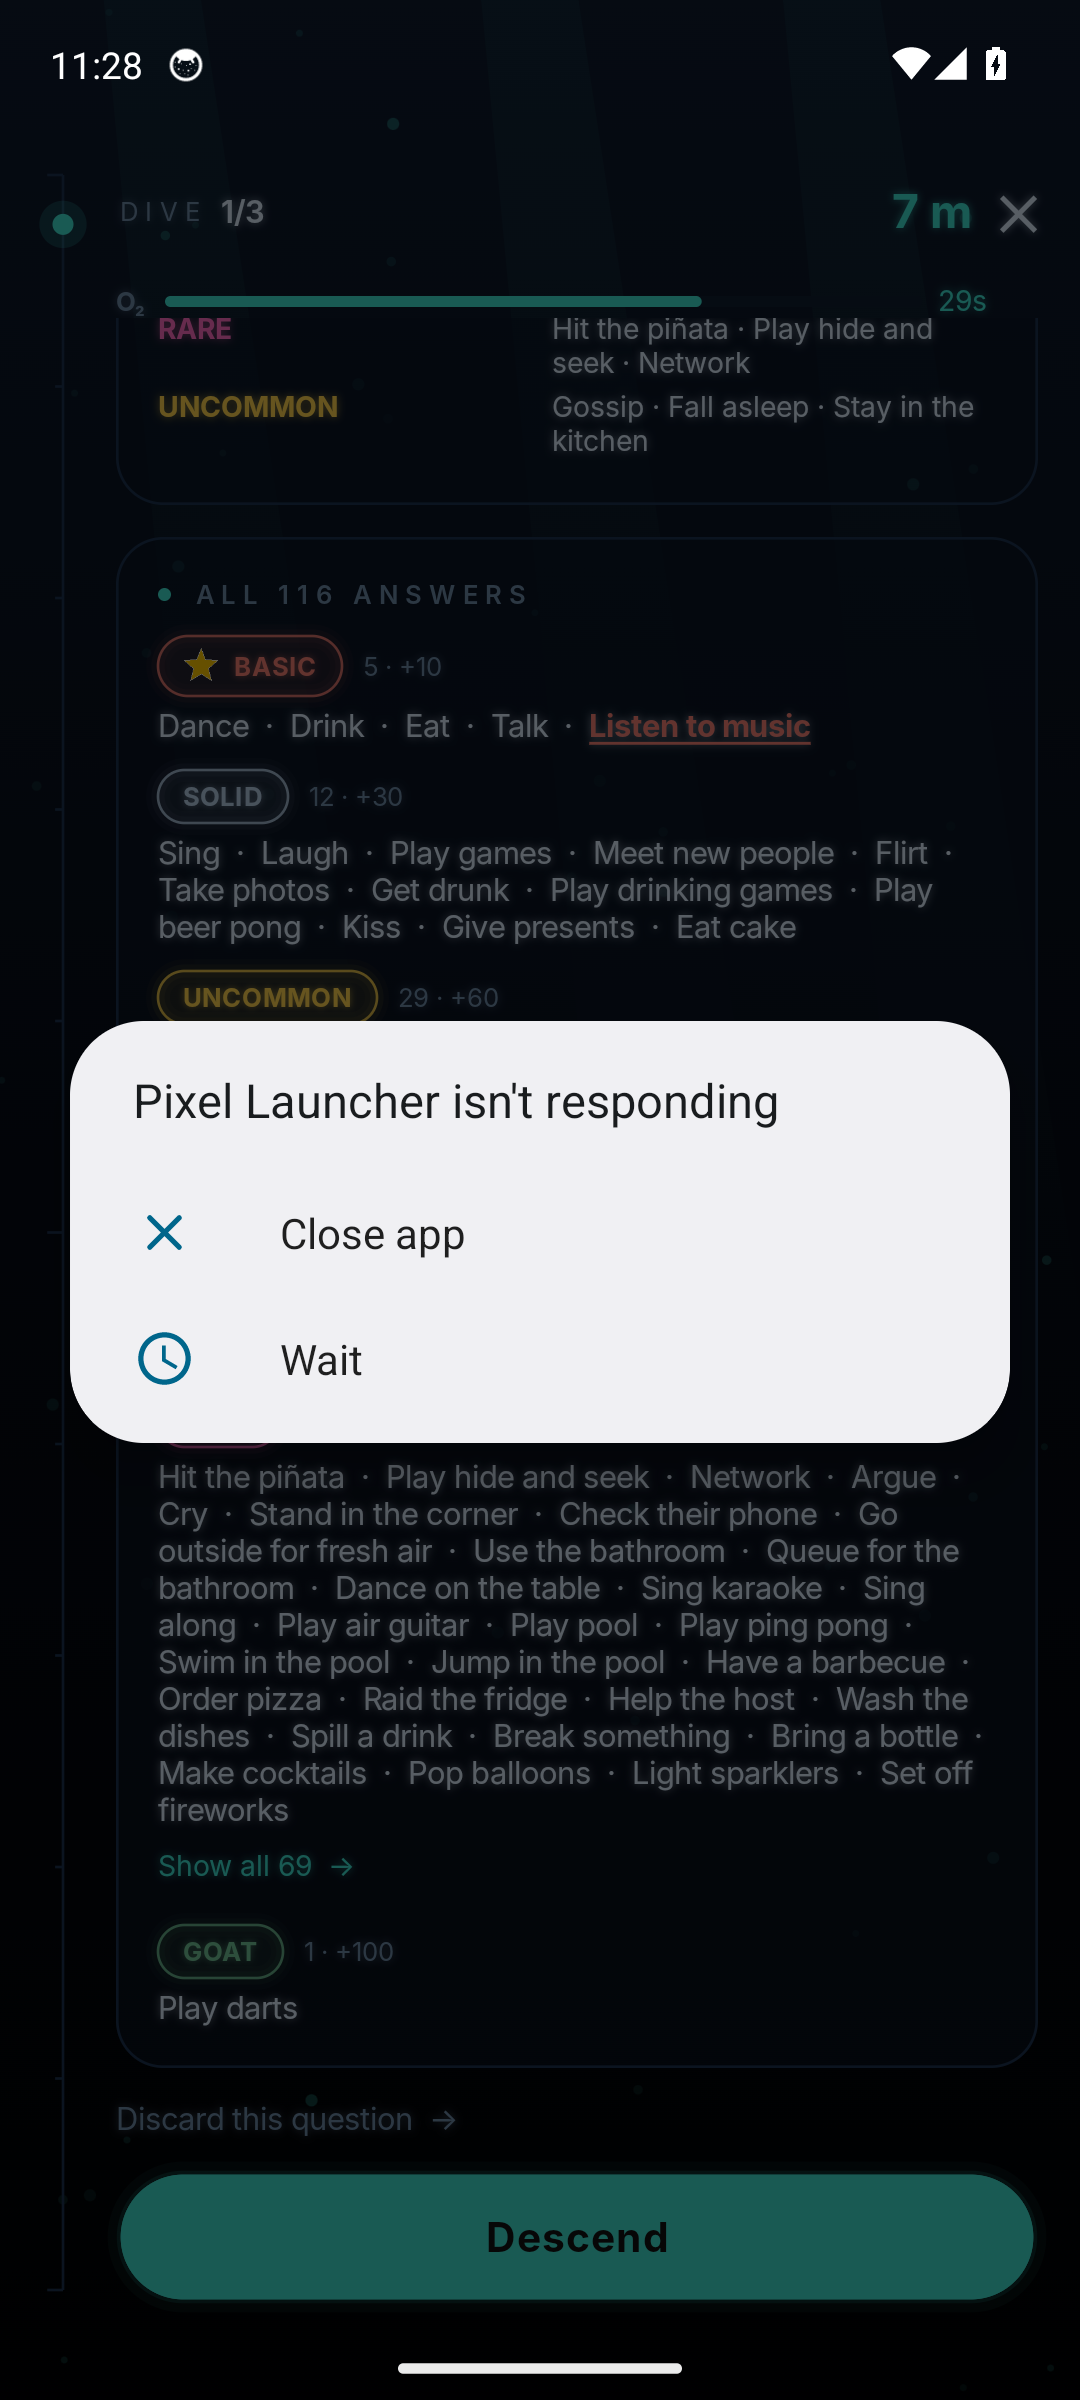 11:28
DIVE 1/3
7 m
O₂
29s
RARE
Hit the piñata · Play hide and
seek · Network
UNCOMMON
Gossip · Fall asleep · Stay in the
kitchen
ALL 116 ANSWERS
BASIC 5 · +10
Dance · Drink · Eat · Talk · Listen to music
SOLID 12 · +30
Sing · Laugh · Play games · Meet new people · Flirt ·
Take photos · Get drunk · Play drinking games · Play
beer pong · Kiss · Give presents · Eat cake
UNCOMMON 29 · +60
Pixel Launcher isn't responding
Close app
Wait
Hit the piñata · Play hide and seek · Network · Argue ·
Cry · Stand in the corner · Check their phone · Go
outside for fresh air · Use the bathroom · Queue for the
bathroom · Dance on the table · Sing karaoke · Sing
along · Play air guitar · Play pool · Play ping pong ·
Swim in the pool · Jump in the pool · Have a barbecue ·
Order pizza · Raid the fridge · Help the host · Wash the
dishes · Spill a drink · Break something · Bring a bottle ·
Make cocktails · Pop balloons · Light sparklers · Set off
fireworks
Show all 69 →
GOAT 1 · +100
Play darts
Discard this question →
Descend